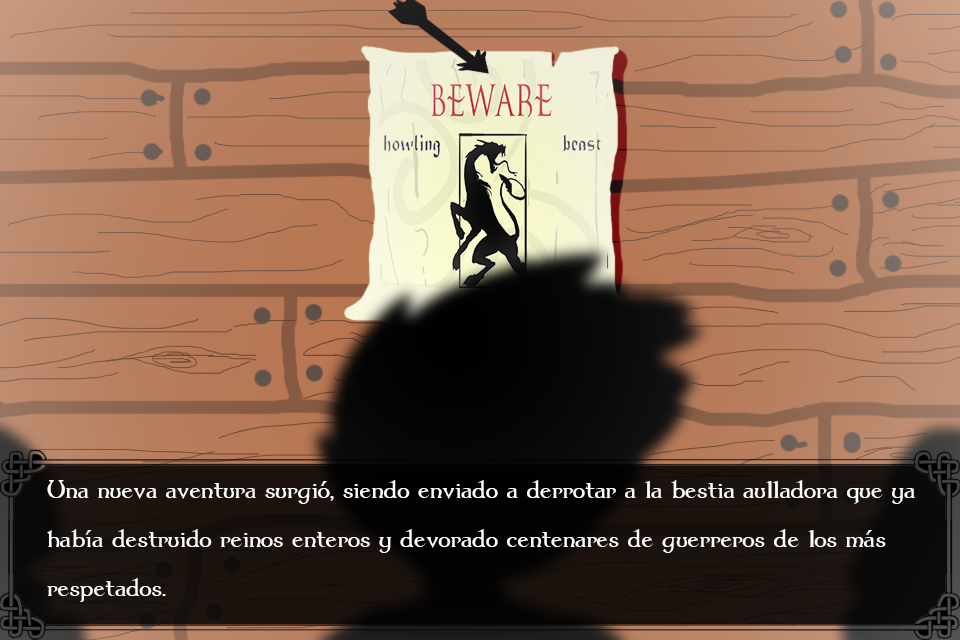 BEWARE
howling beast
Una nueva aventura surgió, siendo enviado a derrotar a la bestia aulladora que ya
había destruido reinos enteros y devorado centenares de guerreros de los más
respetados.